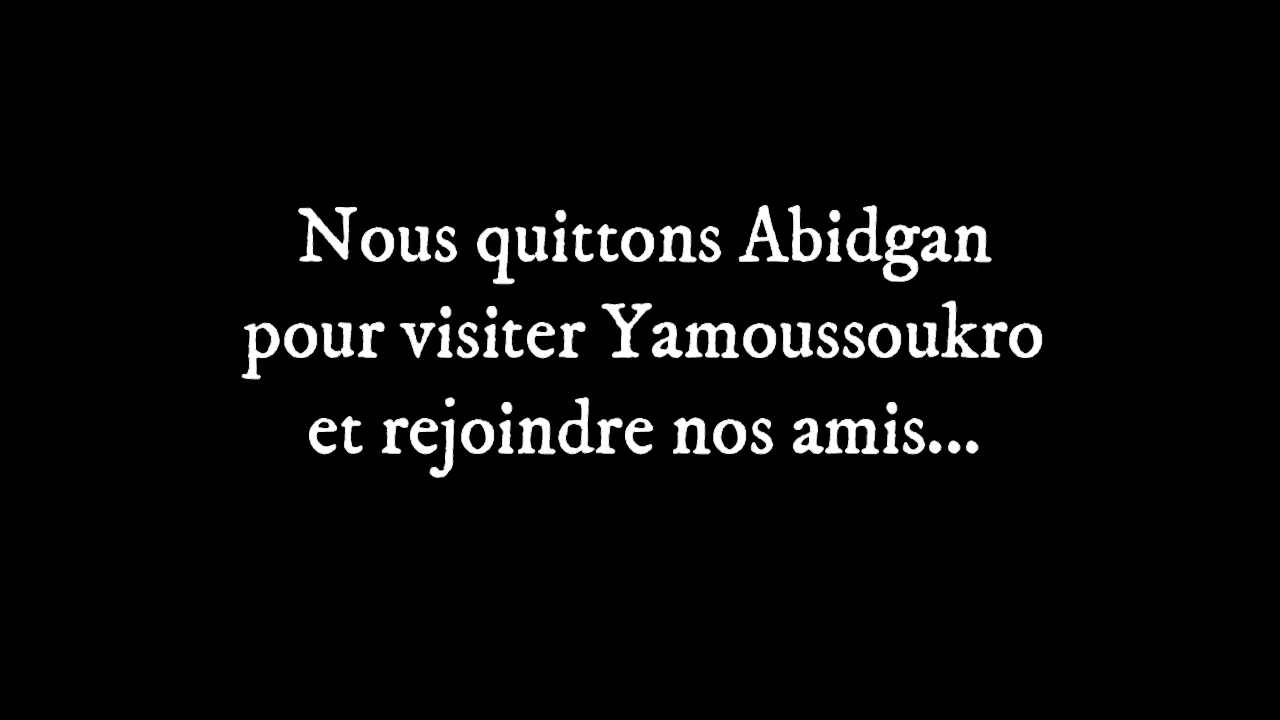 Nous quittons Abidgan
pour visiter Yamoussoukro
et rejoindre nos amis...